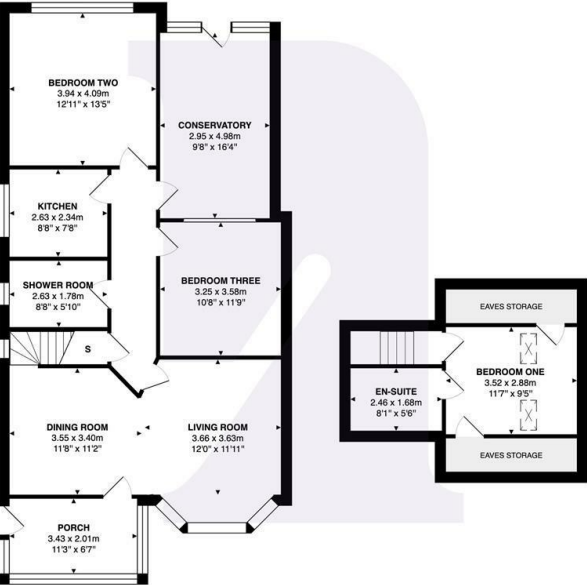 BEDROOM TWO
3.94 x 4.09m
12'11" x 13'5"
CONSERVATORY
2.95 x 4.98m
9'8" x 16'4"
KITCHEN
2.63 x 2.34m
8'8" x 7'8"
SHOWER ROOM
2.63 x 1.78m
8'8" x 5'10"
BEDROOM THREE
3.25 x 3.58m
10'8" x 11'9"
S
DINING ROOM
3.55 x 3.40m
11'8" x 11'2"
LIVING ROOM
3.66 x 3.63m
12'0" x 11'11"
PORCH
3.43 x 2.01m
11'3" x 6'7"
EAVES STORAGE
BEDROOM ONE
3.52 x 2.88m
11'7" x 9'5"
EN-SUITE
2.46 x 1.68m
8'1" x 5'6"
EAVES STORAGE